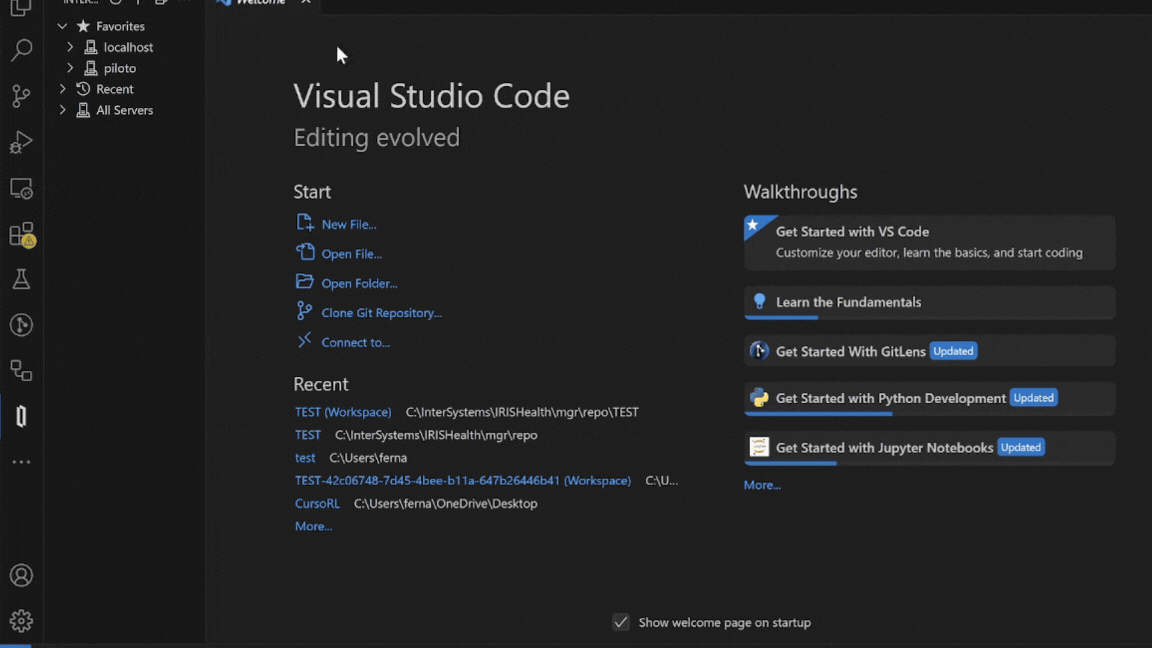 INTER...
Welcome
Favorites
localhost
piloto
Recent
All Servers
Visual Studio Code
Editing evolved
Start
New File...
Open File...
Open Folder...
Clone Git Repository...
Connect to...
Recent
TEST (Workspace) C:\InterSystems\IRISHealth\mgr\repo\TEST
TEST C:\InterSystems\IRISHealth\mgr\repo
test C:\Users\ferna
TEST-42c06748-7d45-4bee-b11a-647b26446b41 (Workspace) C:\U...
CursoRL C:\Users\ferna\OneDrive\Desktop
More...
Walkthroughs
Get Started with VS Code
Customize your editor, learn the basics, and start coding
Learn the Fundamentals
Get Started With GitLens Updated
Get Started with Python Development Updated
Get Started with Jupyter Notebooks Updated
More...
Show welcome page on startup